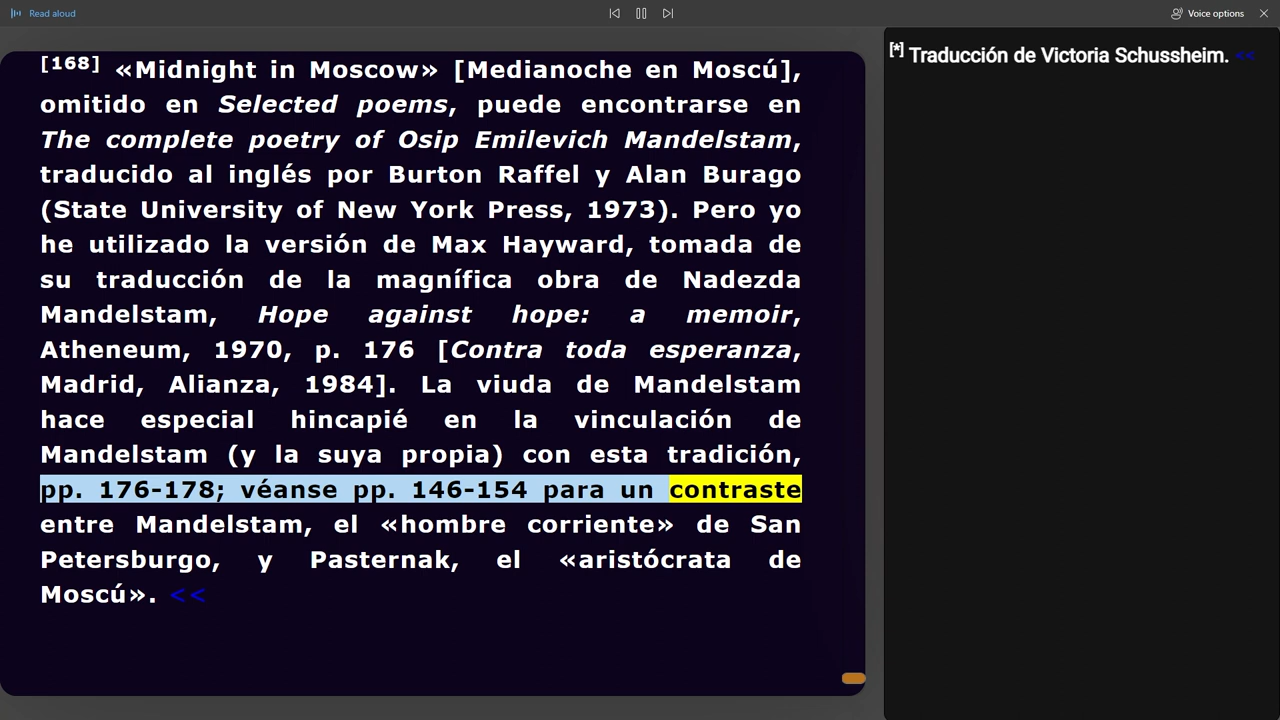 Read aloud
Voice options
[168] «Midnight in Moscow» [Medianoche en Moscú],
omitido en Selected poems, puede encontrarse en
The complete poetry of Osip Emilevich Mandelstam,
traducido al inglés por Burton Raffel y Alan Burago
(State University of New York Press, 1973). Pero yo
he utilizado la versión de Max Hayward, tomada de
su traducción de la magnífica obra de Nadezda
Mandelstam, Hope against hope: a memoir,
Atheneum, 1970, p. 176 [Contra toda esperanza,
Madrid, Alianza, 1984]. La viuda de Mandelstam
hace especial hincapié en la vinculación de
Mandelstam (y la suya propia) con esta tradición,
pp. 176-178; véanse pp. 146-154 para un contraste
entre Mandelstam, el «hombre corriente» de San
Petersburgo, y Pasternak, el «aristócrata de
Moscú». <<
[*] Traducción de Victoria Schussheim. <<